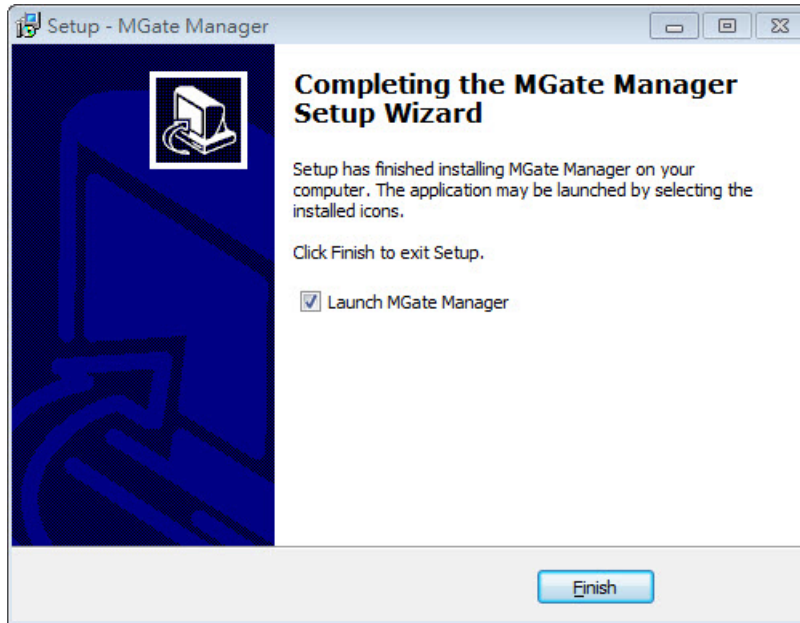 Setup - MGate Manager
Completing the MGate Manager
Setup Wizard
Setup has finished installing MGate Manager on your
computer. The application may be launched by selecting the
installed icons.
Click Finish to exit Setup.
Launch MGate Manager
Finish